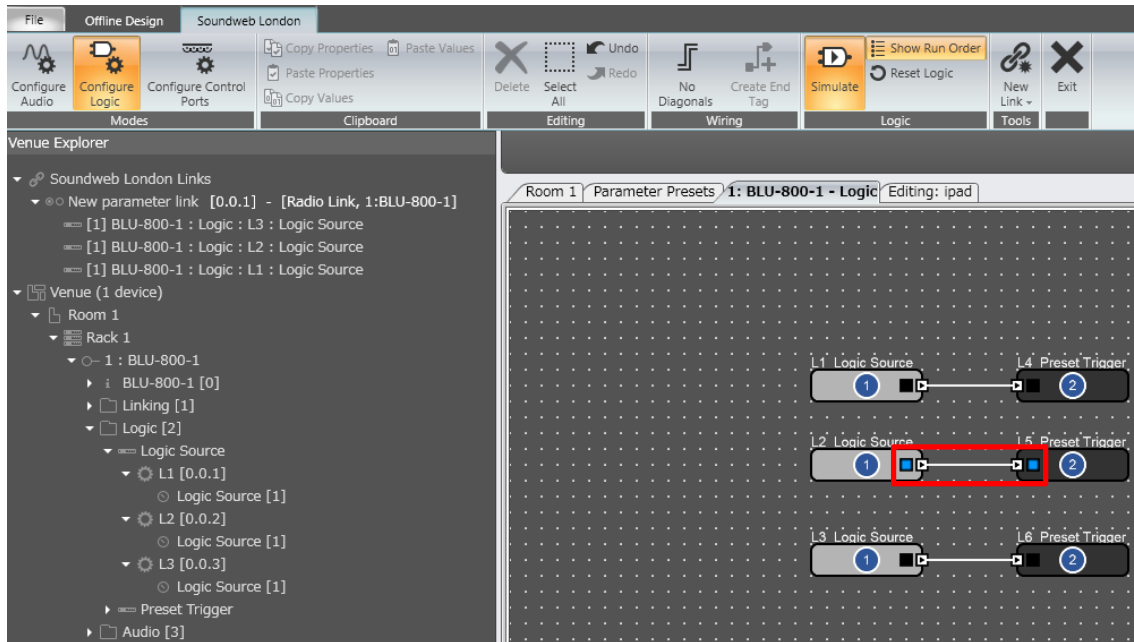 File Offline Design Soundweb London
Copy Properties Paste Values Undo Show Run Order
Paste Properties Redo Reset Logic
Copy Values
Configure Audio Configure Logic Configure Control Ports Delete Select All No Diagonals Create End Tag Simulate New Link Exit
Modes Clipboard Editing Wiring Logic Tools
Venue Explorer
Soundweb London Links
New parameter link [0.0.1] - [Radio Link, 1:BLU-800-1]
[1] BLU-800-1 : Logic : L3 : Logic Source
[1] BLU-800-1 : Logic : L2 : Logic Source
[1] BLU-800-1 : Logic : L1 : Logic Source
Venue (1 device)
Room 1
Rack 1
1 : BLU-800-1
BLU-800-1 [0]
Linking [1]
Logic [2]
Logic Source
L1 [0.0.1]
Logic Source [1]
L2 [0.0.2]
Logic Source [1]
L3 [0.0.3]
Logic Source [1]
Preset Trigger
Audio [3]
Room 1 Parameter Presets 1: BLU-800-1 - Logic Editing: ipad
L1 Logic Source L4 Preset Trigger
1 2
L2 Logic Source L5 Preset Trigger
1 2
L3 Logic Source L6 Preset Trigger
1 2